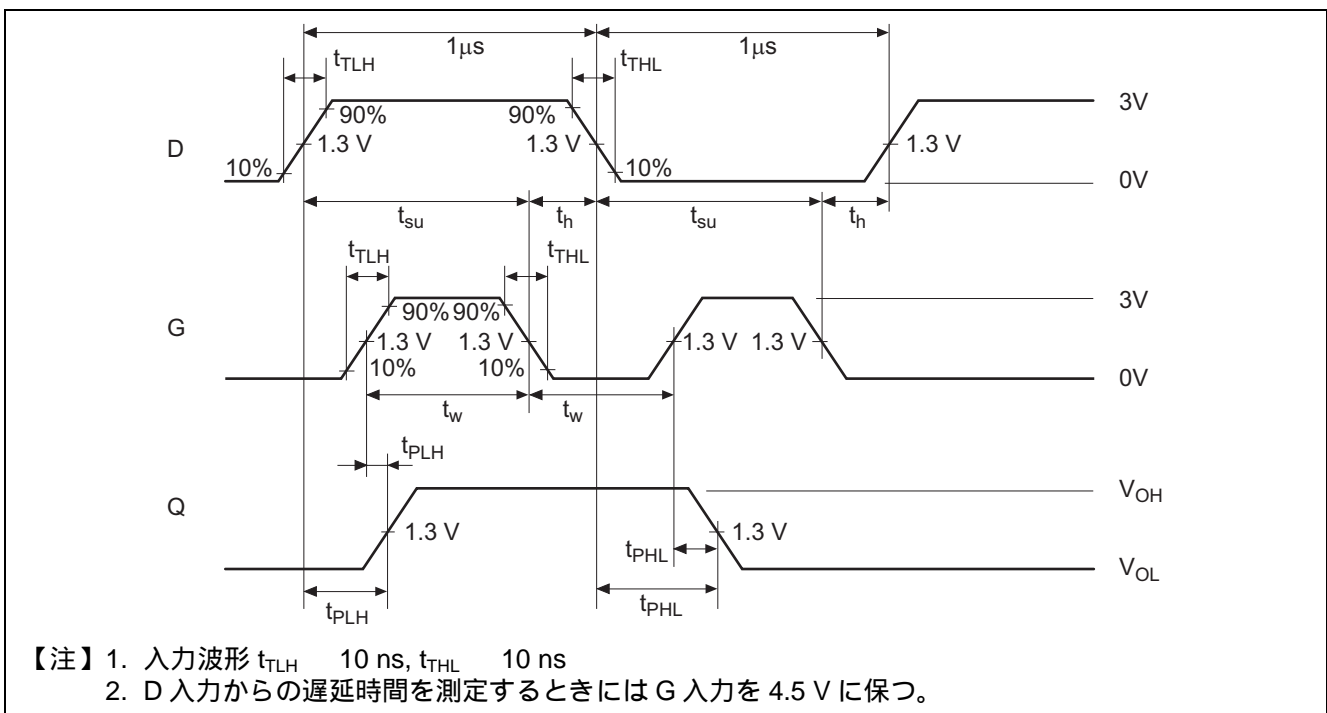 1μs 1μs
tTLH tTHL
3V
90% 90%
D 1.3 V 1.3 V 1.3 V
10% 10%
0V
tsu th tsu th
tTLH tTHL
3V
90% 90%
G 1.3 V 1.3 V 1.3 V 1.3 V
10% 10%
0V
tw tw
tPLH
VOH
Q
1.3 V 1.3 V
tPHL
VOL
tPLH tPHL
【注】1. 入力波形 tTLH 10 ns, tTHL 10 ns
2. D 入力からの遅延時間を測定するときには G 入力を 4.5 V に保つ。